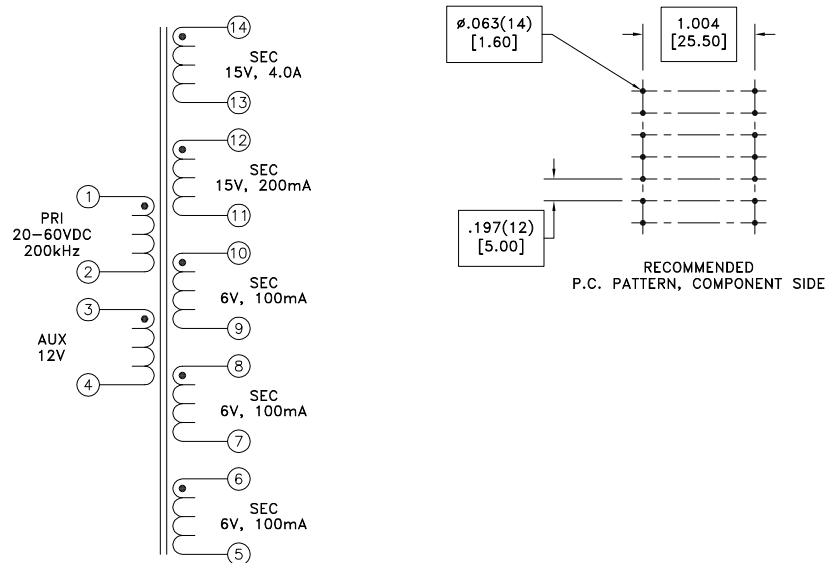 14
SEC
15V, 4.0A
13
12
SEC
15V, 200mA
11
1
PRI
20–60VDC
200kHz
2
10
SEC
6V, 100mA
9
3
AUX
12V
4
8
SEC
6V, 100mA
7
6
SEC
6V, 100mA
5
ø.063(14)
[1.60]
1.004
[25.50]
.197(12)
[5.00]
RECOMMENDED
P.C. PATTERN, COMPONENT SIDE